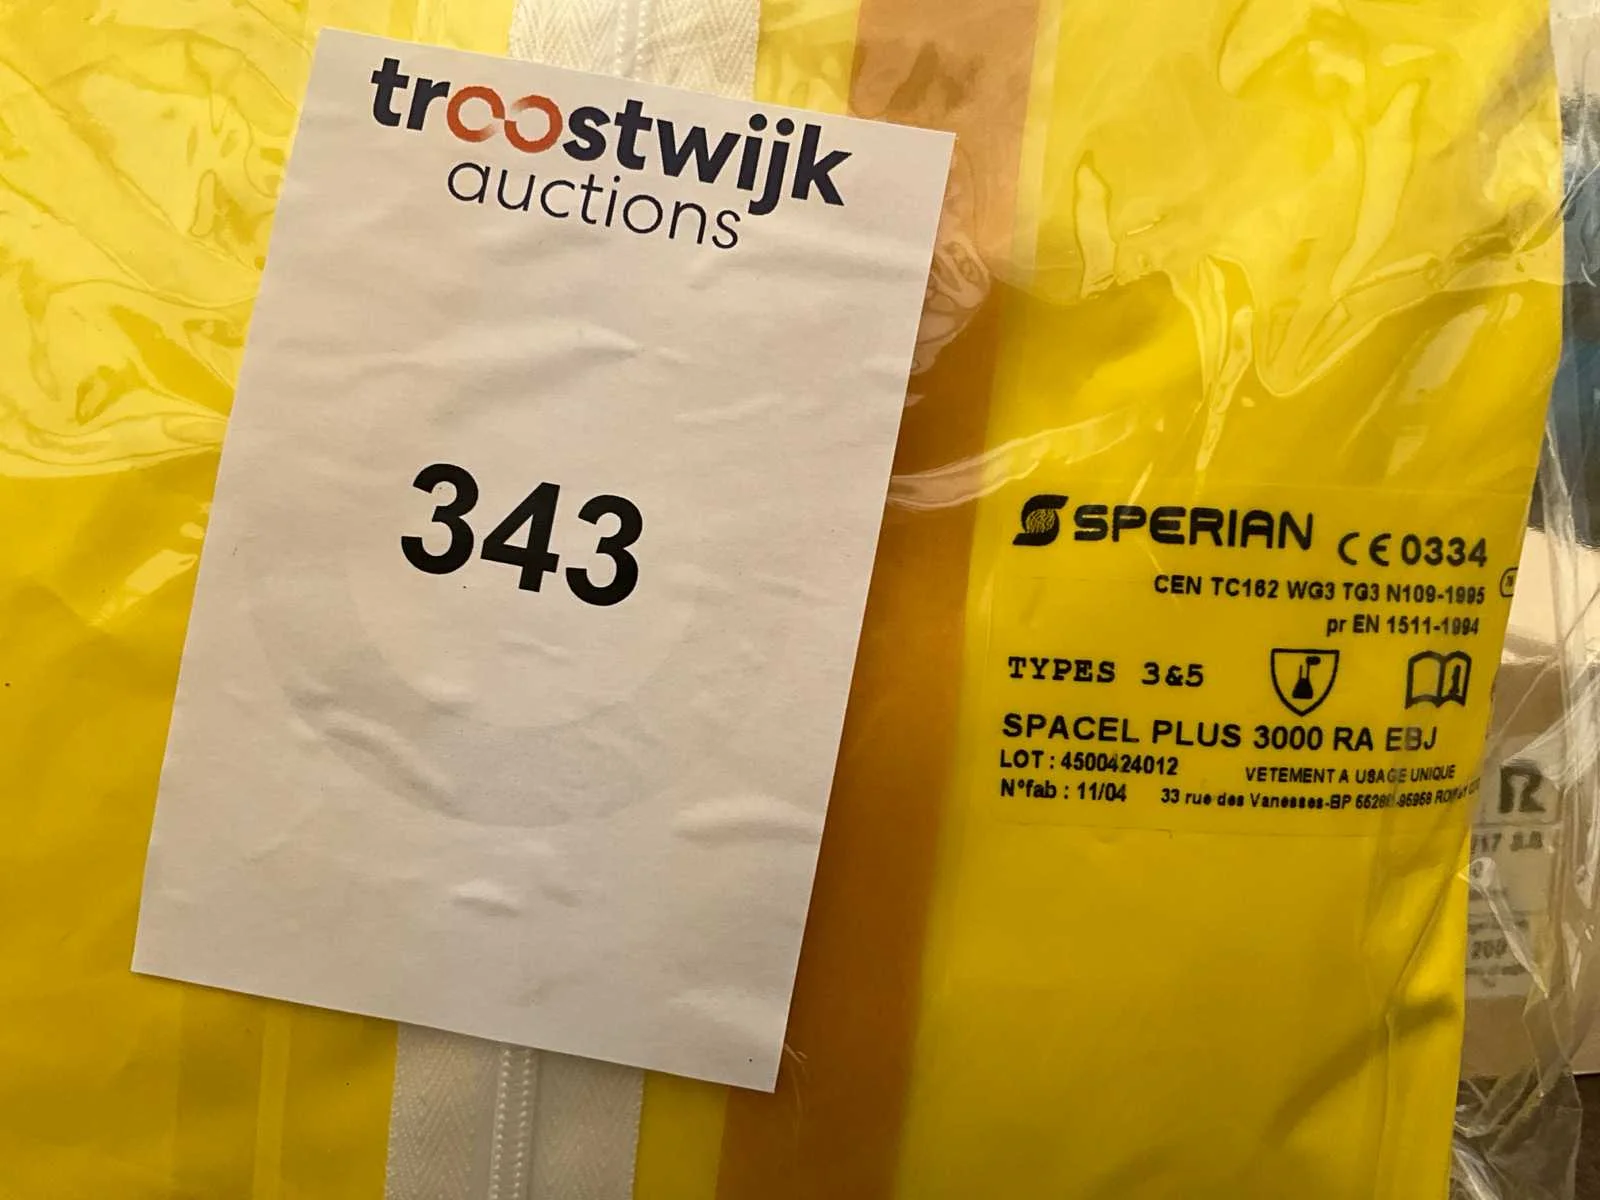 troostwijk
auctions
343
SPERIAN CE 0334
CEN TC162 WG3 TG3 N109-1995
pr EN 1511-1994
TYPES 3&5
SPACEL PLUS 3000 RA EBJ
LOT : 4500424012
VETEMENT A USAGE UNIQUE
N°fab : 11/04
33 rue des Vanesses-BP
R
200